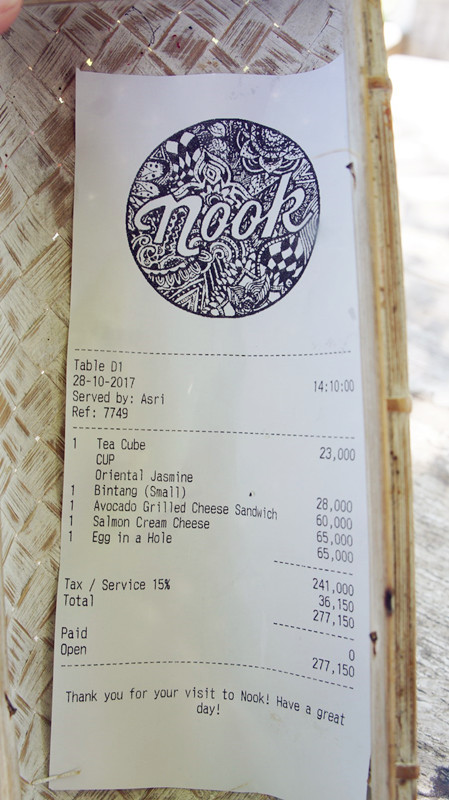 Nook
Table D1
28-10-2017 14:10:00
Served by: Asri
Ref: 7749
1 Tea Cube 23,000
CUP
Oriental Jasmine
1 Bintang (Small) 28,000
1 Avocado Grilled Cheese Sandwich 60,000
1 Salmon Cream Cheese 65,000
1 Egg in a Hole 65,000
241,000
Tax / Service 15% 36,150
Total 277,150
Paid 0
Open 277,150
Thank you for your visit to Nook! Have a great
day!